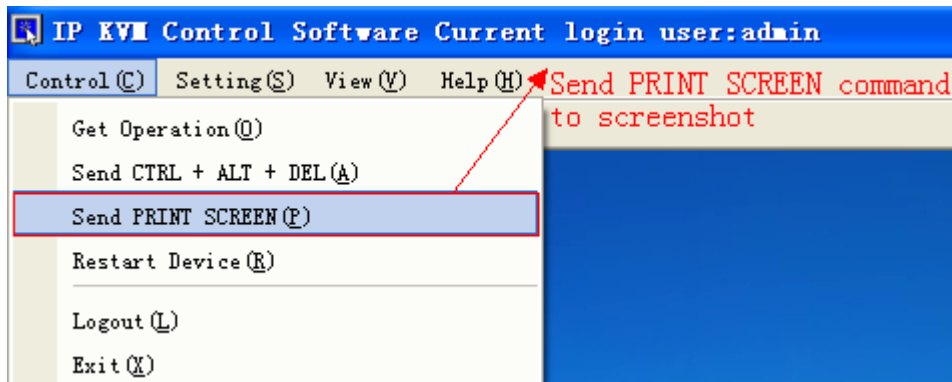 IP KVM Control Software Current login user:admin
Control(C) Setting(S) View(V) Help(H)
Send PRINT SCREEN command
to screenshot
Get Operation(O)
Send CTRL + ALT + DEL(A)
Send PRINT SCREEN(P)
Restart Device(R)
Logout(L)
Exit(X)